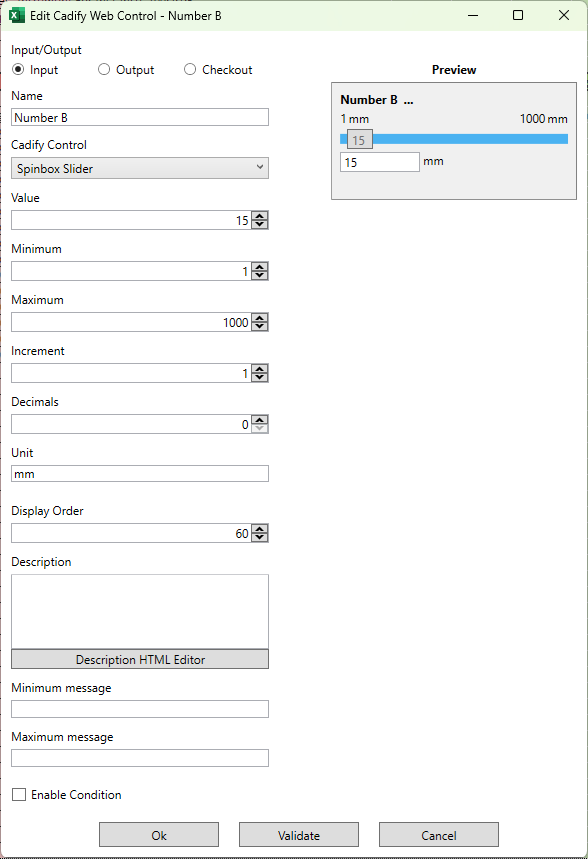 Edit Cadify Web Control - Number B
Input/Output
Input Output Checkout
Name
Number B
Cadify Control
Spinbox Slider
Value
15
Minimum
1
Maximum
1000
Increment
1
Decimals
0
Unit
mm
Display Order
60
Description
Description HTML Editor
Minimum message
Maximum message
Enable Condition
Ok Validate Cancel
Preview
Number B ...
1 mm 1000 mm
15
15 mm